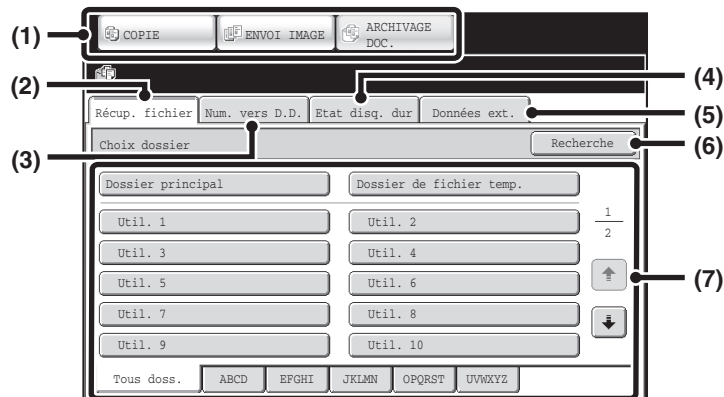 (1)
COPIE
ENVOI IMAGE
ARCHIVAGE
DOC.
(2)
(4)
Récup. fichier
Num. vers D.D.
Etat disq. dur
Données ext.
(5)
(3)
Choix dossier
Recherche
(6)
Dossier principal
Dossier de fichier temp.
Util. 1
Util. 2
1
2
Util. 3
Util. 4
Util. 5
Util. 6
(7)
Util. 7
Util. 8
Util. 9
Util. 10
Tous doss.
ABCD
EFGHI
JKLMN
OPQRST
UVWXYZ